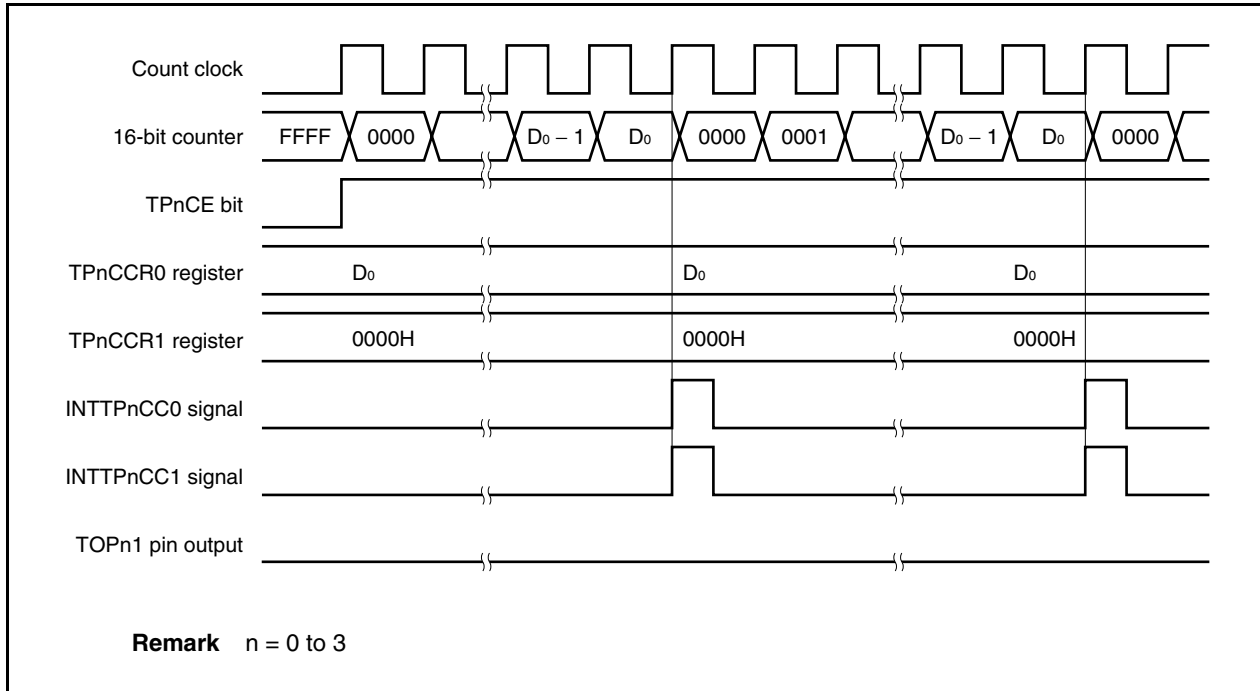 Count clock
16-bit counter FFFF 0000 D0 − 1 D0 0000 0001 D0 − 1 D0 0000
TPnCE bit
TPnCCR0 register D0 D0 D0
TPnCCR1 register 0000H 0000H 0000H
INTTPnCC0 signal
INTTPnCC1 signal
TOPn1 pin output
Remark n = 0 to 3